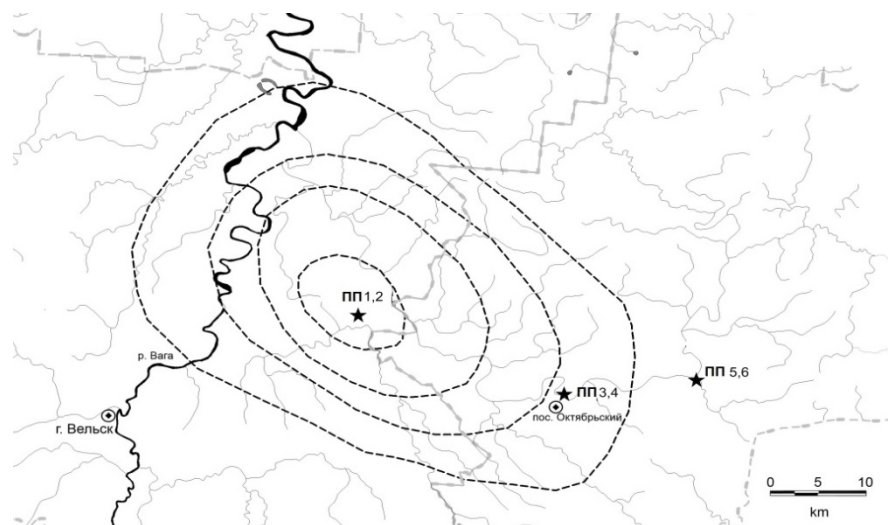 ПП 1,2
р. Вага
ПП 5,6
ПП 3,4
пос. Октябрьский
г. Вельск
0 5 10
km